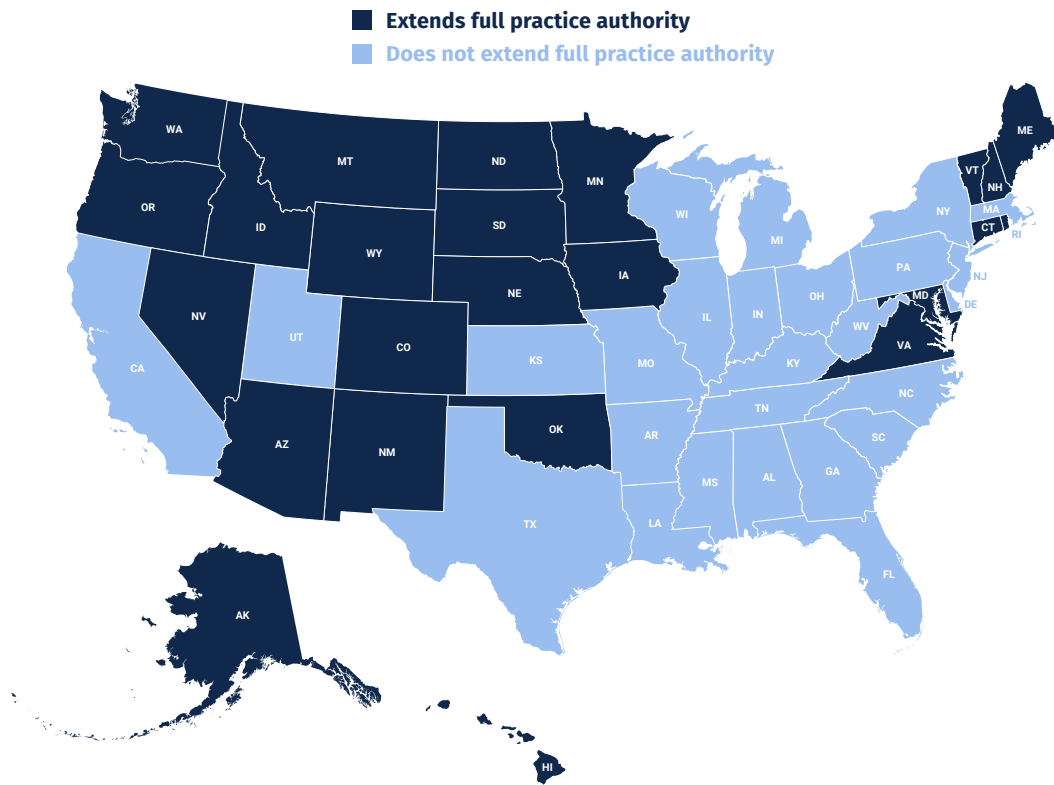 Extends full practice authority
Does not extend full practice authority
WA
MT
ND
MN
ME
VT
NH
OR
ID
SD
WI
MI
NY
MA
CT
RI
WY
IA
PA
NJ
NE
OH
MD
DE
NV
UT
CO
KS
IL
IN
WV
VA
CA
MO
KY
NC
TN
AZ
NM
OK
AR
SC
MS
AL
GA
TX
LA
FL
AK
HI